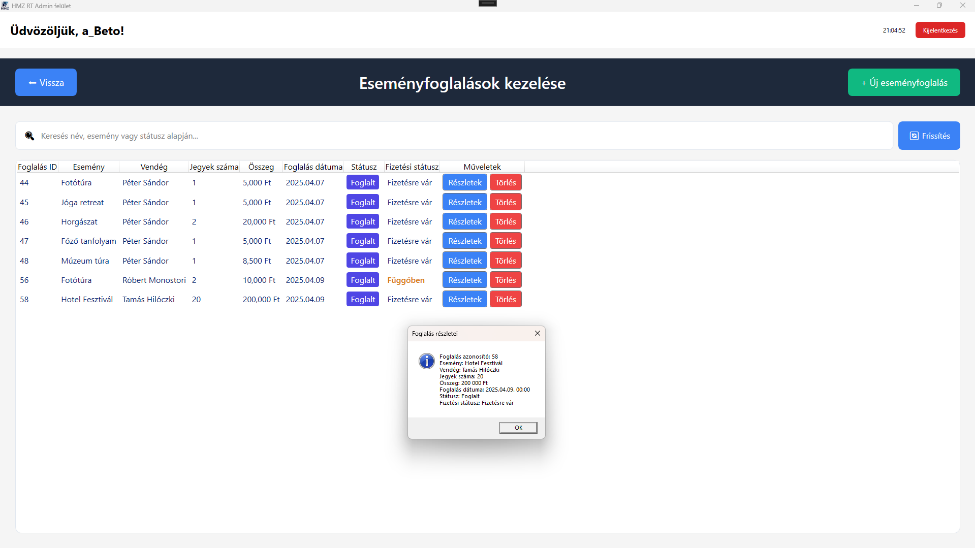 HMZ RT Admin felület
Üdvözöljük, a_Beto!
21:04:52
Kijelentkezés
Vissza
Eseményfoglalások kezelése
+ Új eseményfoglalás
Keresés név, esemény vagy státusz alapján...
Frissítés
Foglalás ID Esemény Vendég Jegyek száma Összeg Foglalás dátuma Státusz Fizetési státusz Műveletek
44 Fotótúra Péter Sándor 1 5,000 Ft 2025.04.07 Foglalt Fizetésre vár Részletek Törlés
45 Jóga retreat Péter Sándor 1 5,000 Ft 2025.04.07 Foglalt Fizetésre vár Részletek Törlés
46 Horgászat Péter Sándor 2 20,000 Ft 2025.04.07 Foglalt Fizetésre vár Részletek Törlés
47 Főző tanfolyam Péter Sándor 1 5,000 Ft 2025.04.07 Foglalt Fizetésre vár Részletek Törlés
48 Múzeum túra Péter Sándor 1 8,500 Ft 2025.04.07 Foglalt Fizetésre vár Részletek Törlés
56 Fotótúra Róbert Monostori 2 10,000 Ft 2025.04.09 Foglalt Függőben Részletek Törlés
58 Hotel Fesztivál Tamás Hilóczki 20 200,000 Ft 2025.04.09 Foglalt Fizetésre vár Részletek Törlés
Foglalás részletei
Foglalás azonosító: 58
Esemény: Hotel Fesztivál
Vendég: Tamás Hilóczki
Jegyek száma: 20
Összeg: 200 000 Ft
Foglalás dátuma: 2025.04.09. 00:00
Státusz: Foglalt
Fizetési státusz: Fizetésre vár
OK